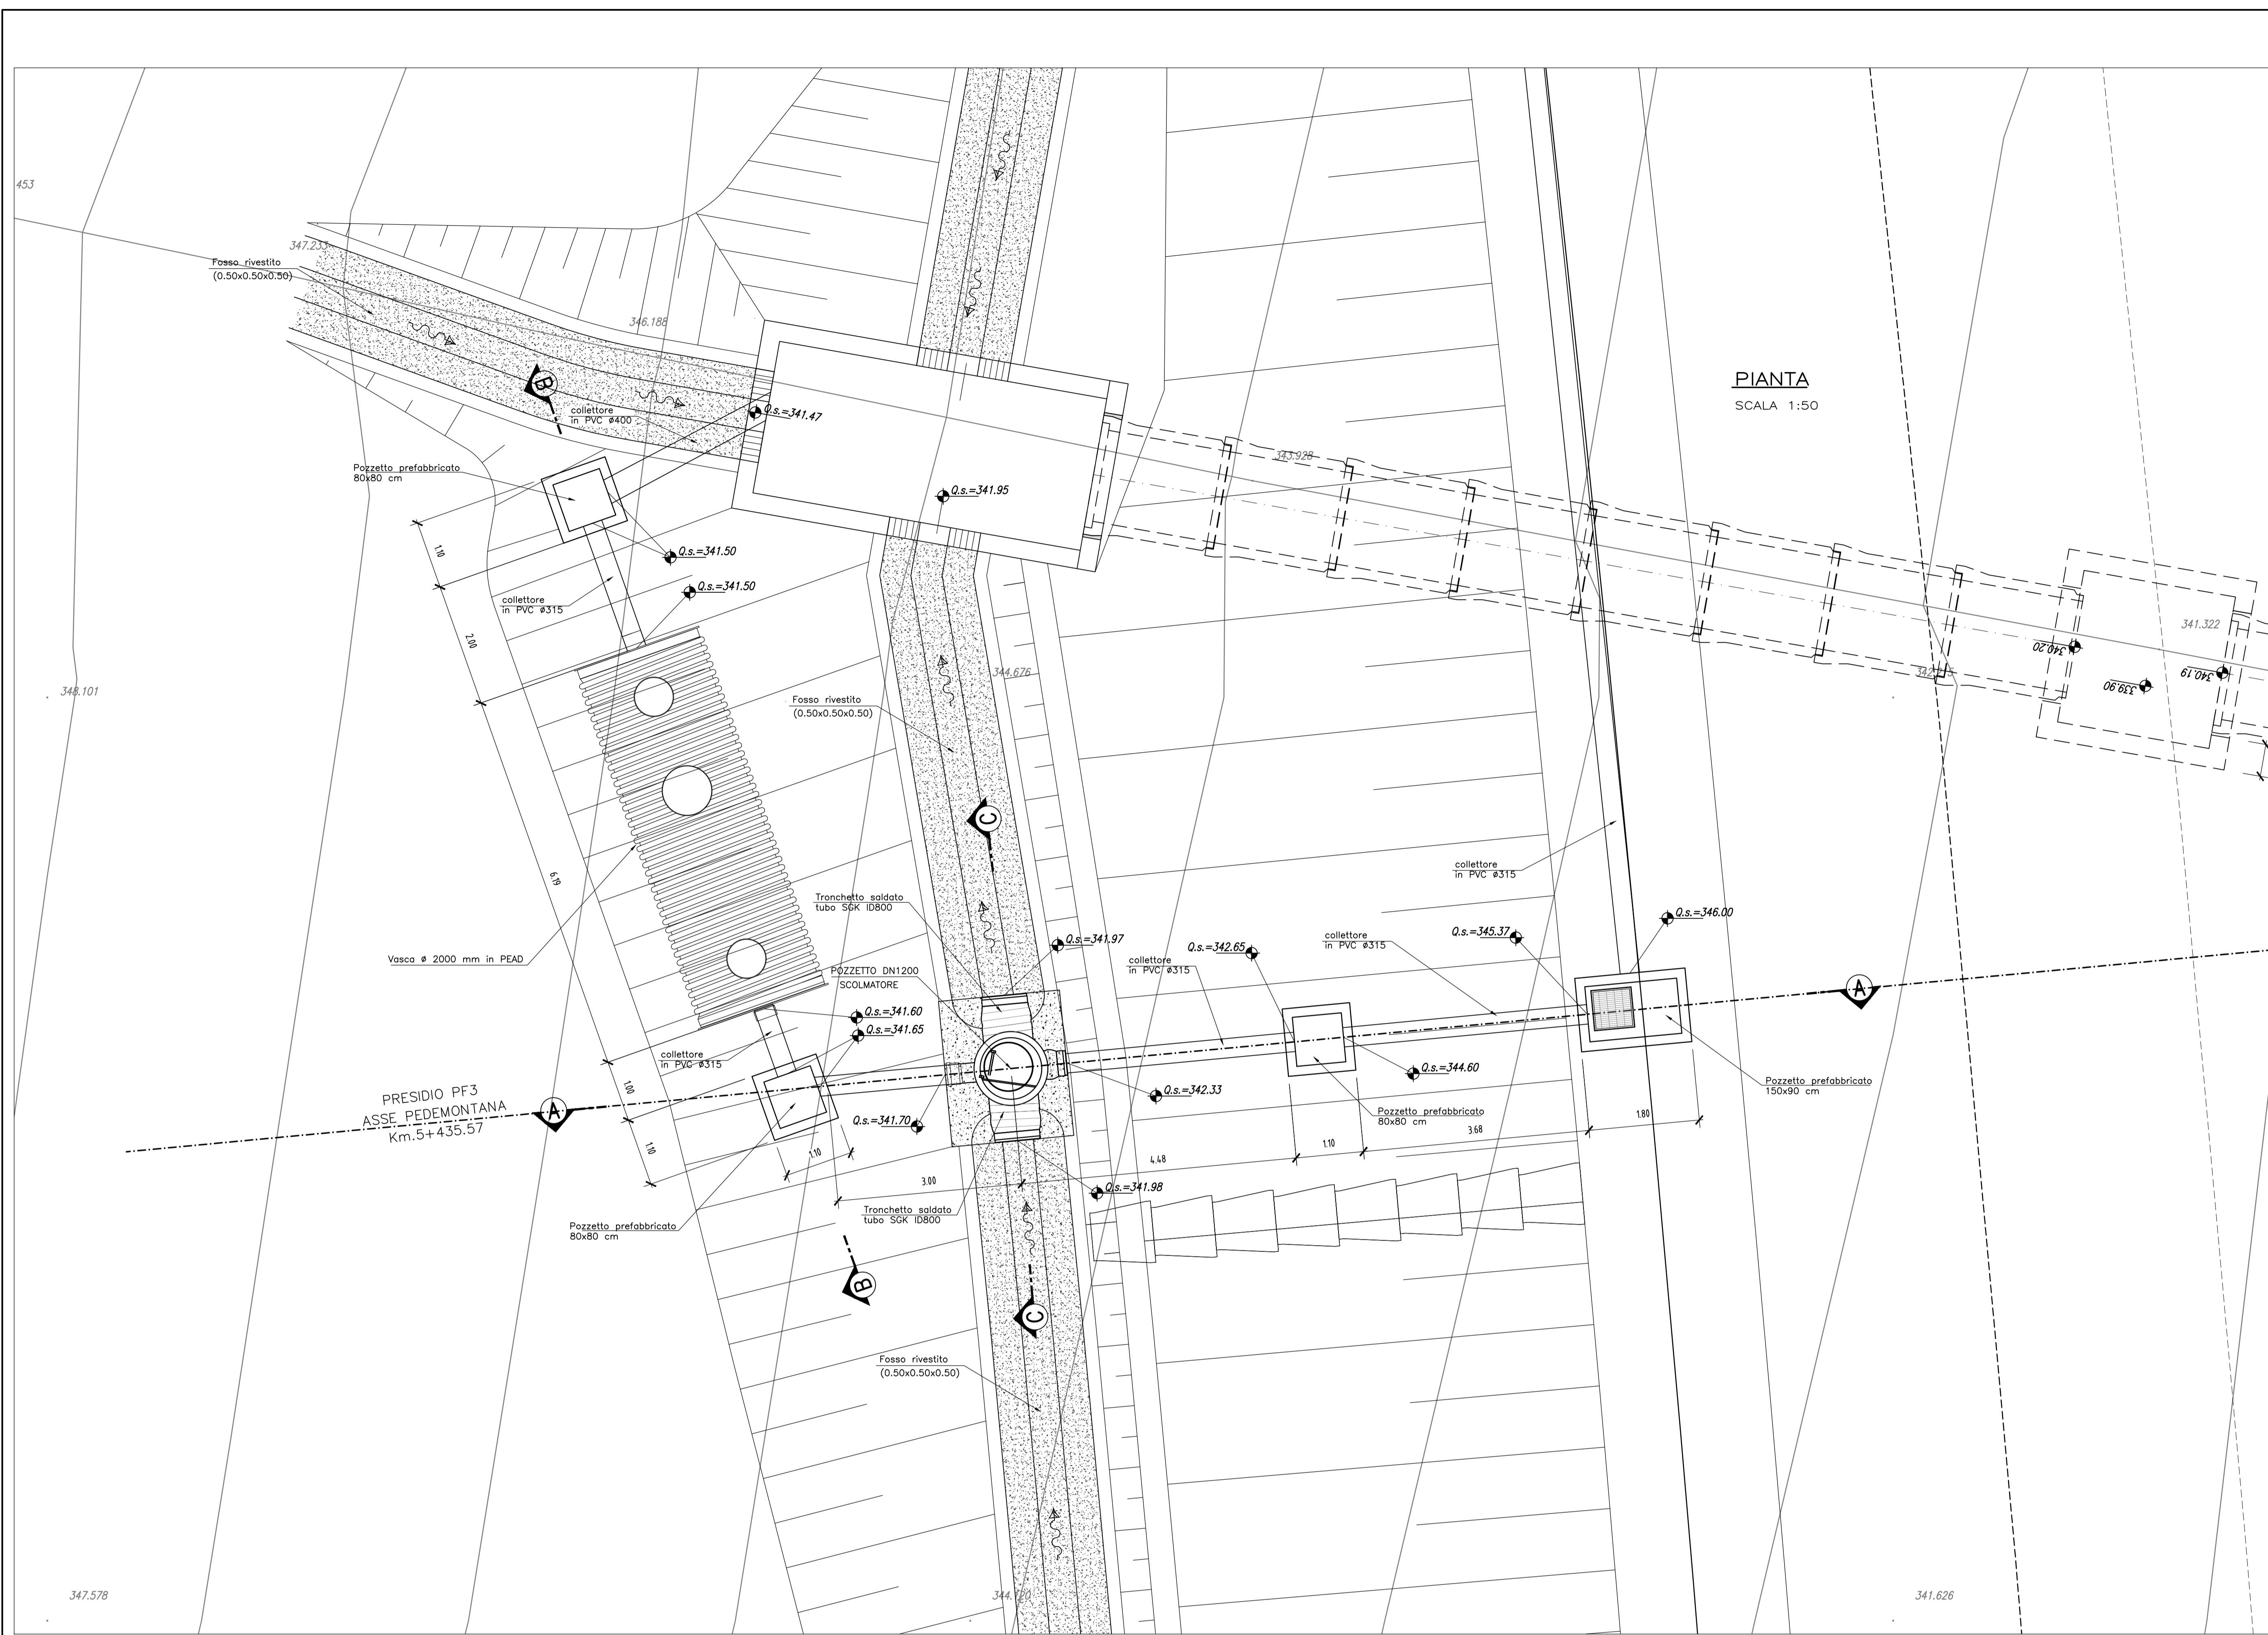 453
347.233
Fosso rivestito
(0.50x0.50x0.50)
346.188
PIANTA
SCALA 1:50
collettore
in PVC ø400
Q.s.=341.47
Pozzetto prefabbricato
80x80 cm
343.928
Q.s.=341.95
1.10
Q.s.=341.50
Q.s.=341.50
collettore
in PVC ø315
2.00
341.322
340.20
340.19
339.90
344.676
348.101
Fosso rivestito
(0.50x0.50x0.50)
B
C
6.19
collettore
in PVC ø315
Tronchetto saldato
tubo SGK ID800
Q.s.=346.00
Q.s.=341.97
Q.s.=342.65
collettore
in PVC ø315
Q.s.=345.37
Vasca ø 2000 mm in PEAD
collettore
in PVC ø315
POZZETTO DN1200
SCOLMATORE
A
Q.s.=341.60
Q.s.=341.65
collettore
in PVC ø315
Q.s.=344.60
Q.s.=342.33
Pozzetto prefabbricato
150x90 cm
PRESIDIO PF3
ASSE PEDEMONTANA
Km.5+435.57
A
1.00
Q.s.=341.70
Pozzetto prefabbricato
80x80 cm
1.80
3.68
1.10
4.48
1.10
1.10
3.00
Q.s.=341.98
Tronchetto saldato
tubo SGK ID800
Pozzetto prefabbricato
80x80 cm
B
C
Fosso rivestito
(0.50x0.50x0.50)
347.578
341.626